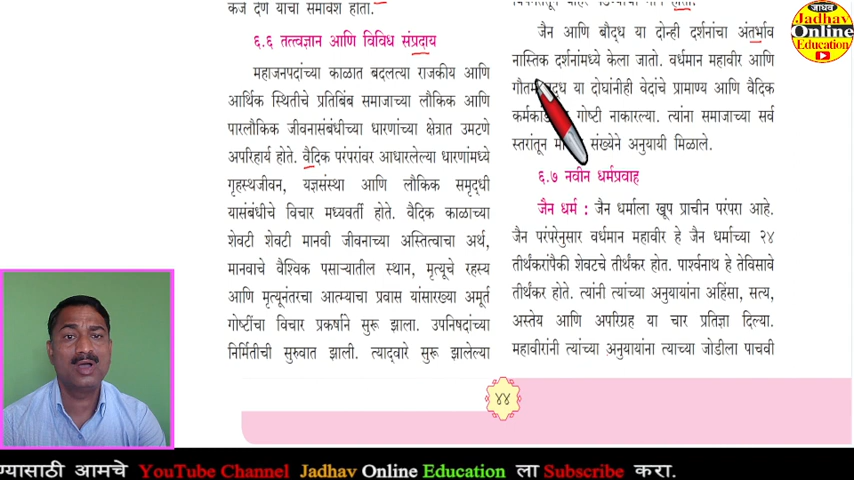 कर्ज देणे याचा समावेश होता.
६.६ तत्त्वज्ञान आणि विविध संप्रदाय
महाजनपदांच्या काळात बदलत्या राजकीय आणि
आर्थिक स्थितीचे प्रतिबिंब समाजाच्या लौकिक आणि
पारलौकिक जीवनासंबंधीच्या धारणांच्या क्षेत्रात उमटणे
अपरिहार्य होते. वैदिक परंपरांवर आधारलेल्या धारणांमध्ये
गृहस्थजीवन, यज्ञसंस्था आणि लौकिक समृद्धी
यासंबंधीचे विचार मध्यवर्ती होते. वैदिक काळाच्या
शेवटी शेवटी मानवी जीवनाच्या अस्तित्वाचा अर्थ,
मानवाचे वैश्विक पसाऱ्यातील स्थान, मृत्यूचे रहस्य
आणि मृत्यूनंतरचा आत्म्याचा प्रवास यांसारख्या अमूर्त
गोष्टींचा विचार प्रकर्षाने सुरू झाला. उपनिषदांच्या
निर्मितीची सुरुवात झाली. त्याद्वारे सुरू झालेल्या
होता.
जैन आणि बौद्ध या दोन्ही दर्शनांचा अंतर्भाव
नास्तिक दर्शनांमध्ये केला जातो. वर्धमान महावीर आणि
या दोघांनीही वेदांचे प्रामाण्य आणि वैदिक
गोष्टी नाकारल्या. त्यांना समाजाच्या सर्व
स्तरांतून संख्येने अनुयायी मिळाले.
६.७ नवीन धर्मप्रवाह
जैन धर्म : जैन धर्माला खूप प्राचीन परंपरा आहे.
जैन परंपरेनुसार वर्धमान महावीर हे जैन धर्माच्या २४
तीर्थंकरांपैकी शेवटचे तीर्थंकर होत. पार्श्वनाथ हे तेविसावे
तीर्थंकर होते. त्यांनी त्यांच्या अनुयायांना अहिंसा, सत्य,
अस्तेय आणि अपरिग्रह या चार प्रतिज्ञा दिल्या.
महावीरांनी त्यांच्या अनुयायांना त्याच्या जोडीला पाचवी
४४
जाधव
Jadhav
Online
Education
ण्यासाठी आमचे YouTube Channel Jadhav Online Education ला Subscribe करा.